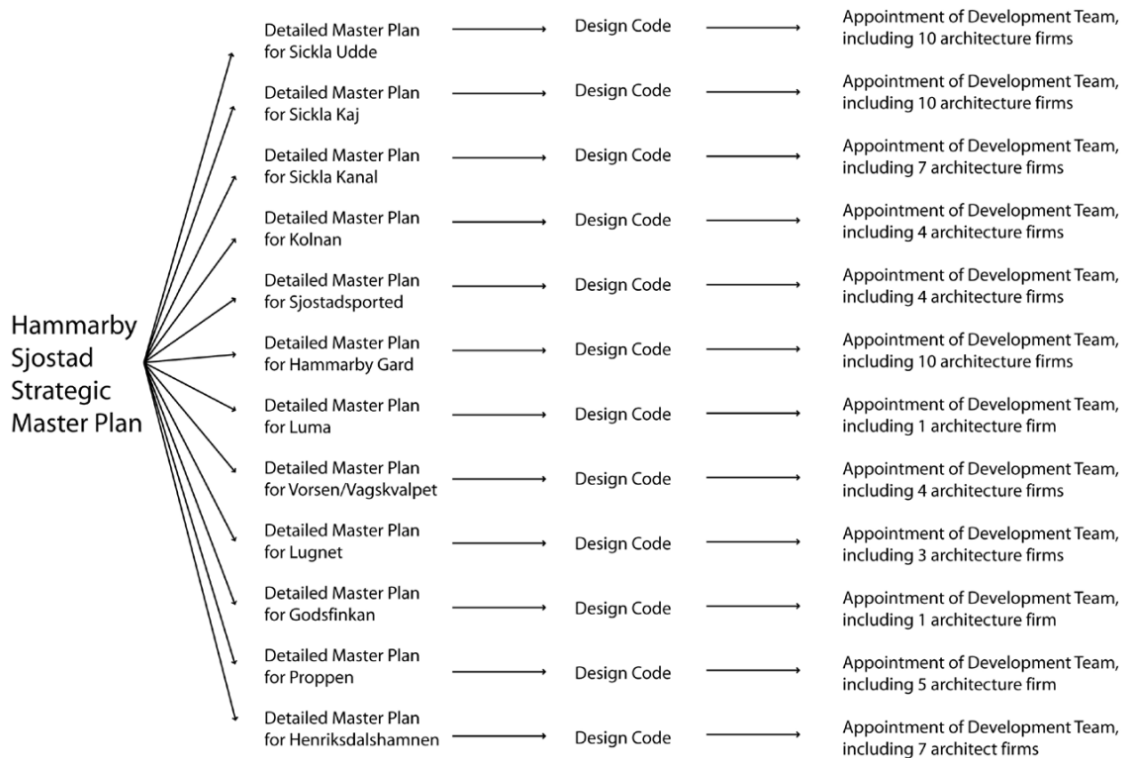 Hammarby
Sjostad
Strategic
Master Plan
Detailed Master Plan
for Sickla Udde
Design Code
Appointment of Development Team,
including 10 architecture firms
Detailed Master Plan
for Sickla Kaj
Design Code
Appointment of Development Team,
including 10 architecture firms
Detailed Master Plan
for Sickla Kanal
Design Code
Appointment of Development Team,
including 7 architecture firms
Detailed Master Plan
for Kolnan
Design Code
Appointment of Development Team,
including 4 architecture firms
Detailed Master Plan
for Sjostadsported
Design Code
Appointment of Development Team,
including 4 architecture firms
Detailed Master Plan
for Hammarby Gard
Design Code
Appointment of Development Team,
including 10 architecture firms
Detailed Master Plan
for Luma
Design Code
Appointment of Development Team,
including 1 architecture firm
Detailed Master Plan
for Vorsen/Vagskvalpet
Design Code
Appointment of Development Team,
including 4 architecture firms
Detailed Master Plan
for Lugnet
Design Code
Appointment of Development Team,
including 3 architecture firms
Detailed Master Plan
for Godsfinkan
Design Code
Appointment of Development Team,
including 1 architecture firm
Detailed Master Plan
for Proppen
Design Code
Appointment of Development Team,
including 5 architecture firm
Detailed Master Plan
for Henriksdalshamnen
Design Code
Appointment of Development Team,
including 7 architect firms